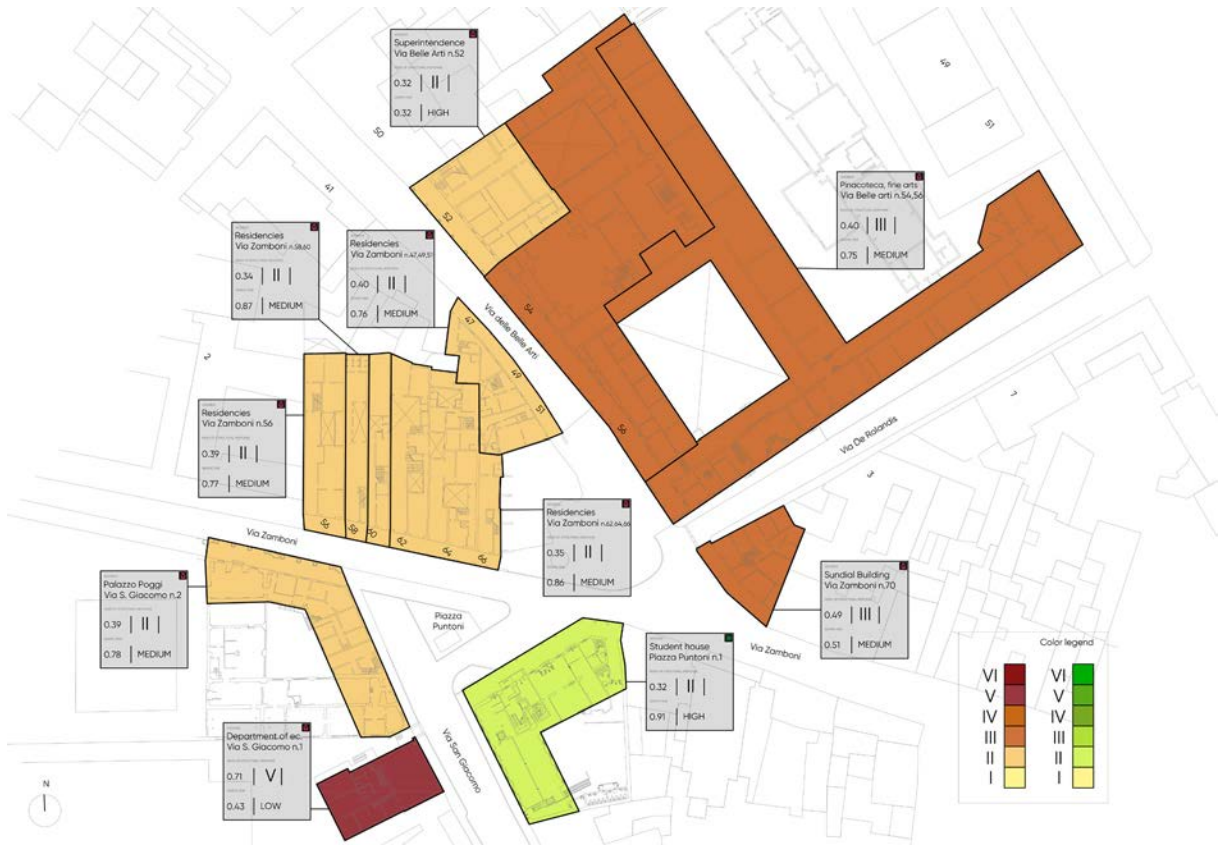 Superintendence
Via Belle Arti n.52
0.32 | II |
0.32 | HIGH
Pinacoteca, fine arts
Via Belle arti n.54,56
0.40 | III |
0.75 | MEDIUM
Residencies
Via Zamboni n.58,60
0.34 | II |
0.87 | MEDIUM
Residencies
Via Zamboni n.47,49,51
0.40 | II |
0.76 | MEDIUM
Residencies
Via Zamboni n.56
0.39 | II |
0.77 | MEDIUM
Residencies
Via Zamboni n.62,64,66
0.35 | II |
0.86 | MEDIUM
Palazzo Poggi
Via S. Giacomo n.2
0.39 | II |
0.78 | MEDIUM
Sundial Building
Via Zamboni n.70
0.49 | III |
0.51 | MEDIUM
Student house
Piazza Puntoni n.1
0.32 | II |
0.91 | HIGH
Department of ec.
Via S. Giacomo n.1
0.71 | V |
0.43 | LOW
49
51
50
41
52
54
56
2
47
49
51
Via delle Belle Arti
7
3
Via De Rolandis
56
58
60
62
64
66
Via Zamboni
Piazza
Puntoni
Via Zamboni
Via San Giacomo
N
Color legend
VI VI
V V
IV IV
III III
II II
I I